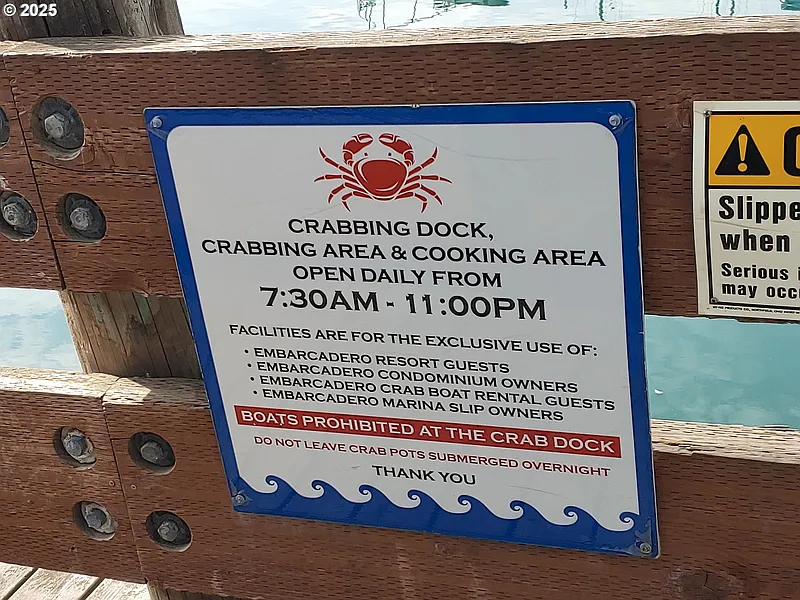 © 2025
CRABBING DOCK,
CRABBING AREA & COOKING AREA
OPEN DAILY FROM
7:30AM - 11:00PM
FACILITIES ARE FOR THE EXCLUSIVE USE OF:
• EMBARCADERO RESORT GUESTS
• EMBARCADERO CONDOMINIUM OWNERS
• EMBARCADERO CRAB BOAT RENTAL GUESTS
• EMBARCADERO MARINA SLIP OWNERS
BOATS PROHIBITED AT THE CRAB DOCK
DO NOT LEAVE CRAB POTS SUBMERGED OVERNIGHT
THANK YOU
Slippe
when
Serious i
may occu